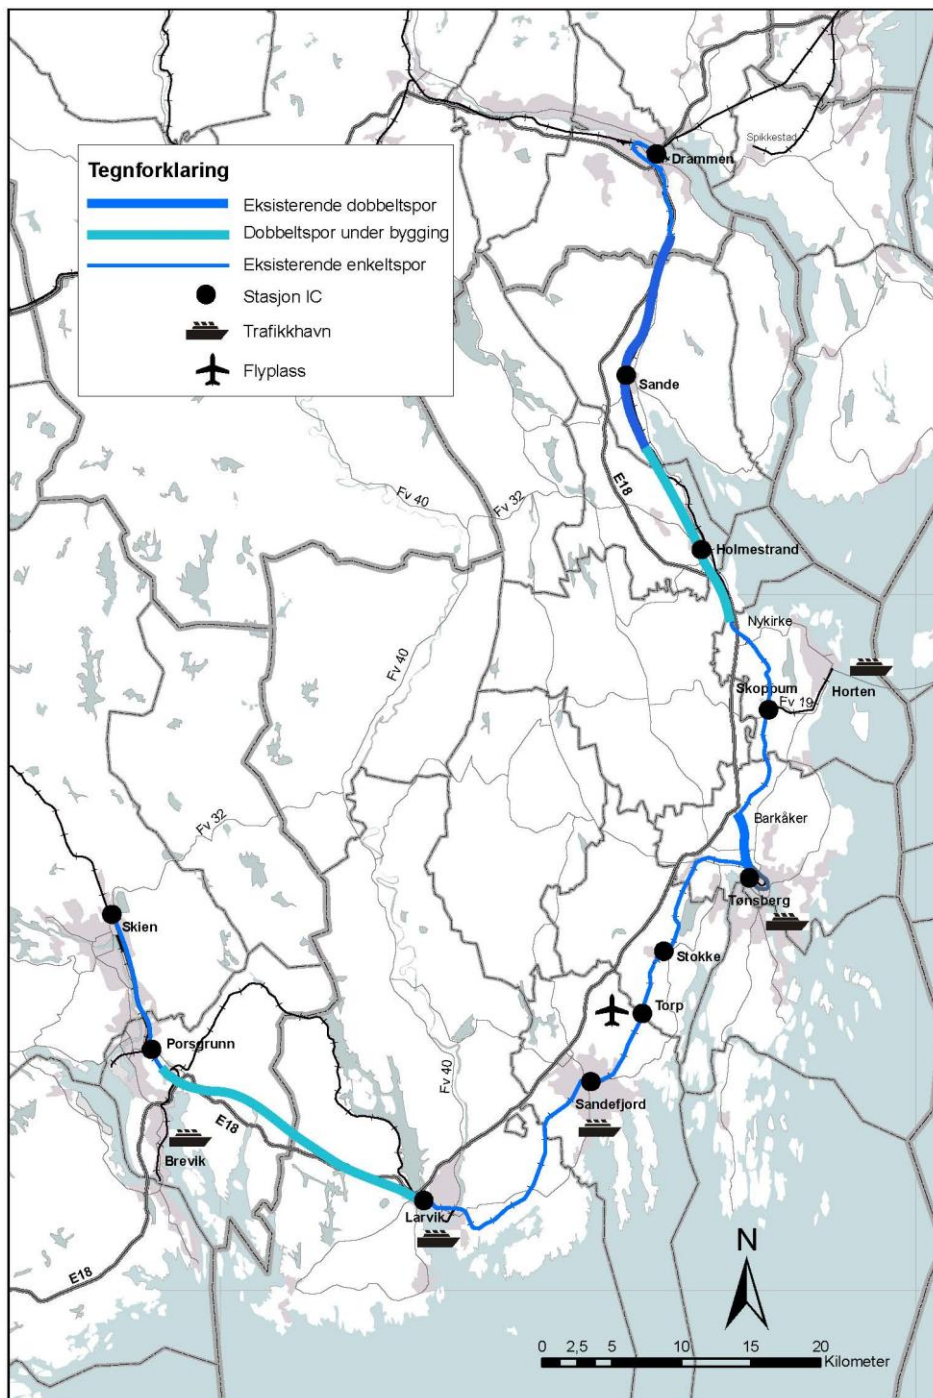 Spikkestad
Drammen
Tegnforklaring
Eksisterende dobbeltspor
Dobbeltspor under bygging
Eksisterende enkeltspor
Stasjon IC
Trafikkhavn
Flyplass
Sande
E18
Fv 40
Fv 32
Holmestrand
Nykirke
Fv 40
Skoppum
Fv 19
Horten
Barkåker
Fv 32
Tønsberg
Skien
Stokke
Torp
Porsgrunn
Fv 40
Sandefjord
E18
Brevik
Larvik
E18
N
0 2,5 5 10 15 20
Kilometer